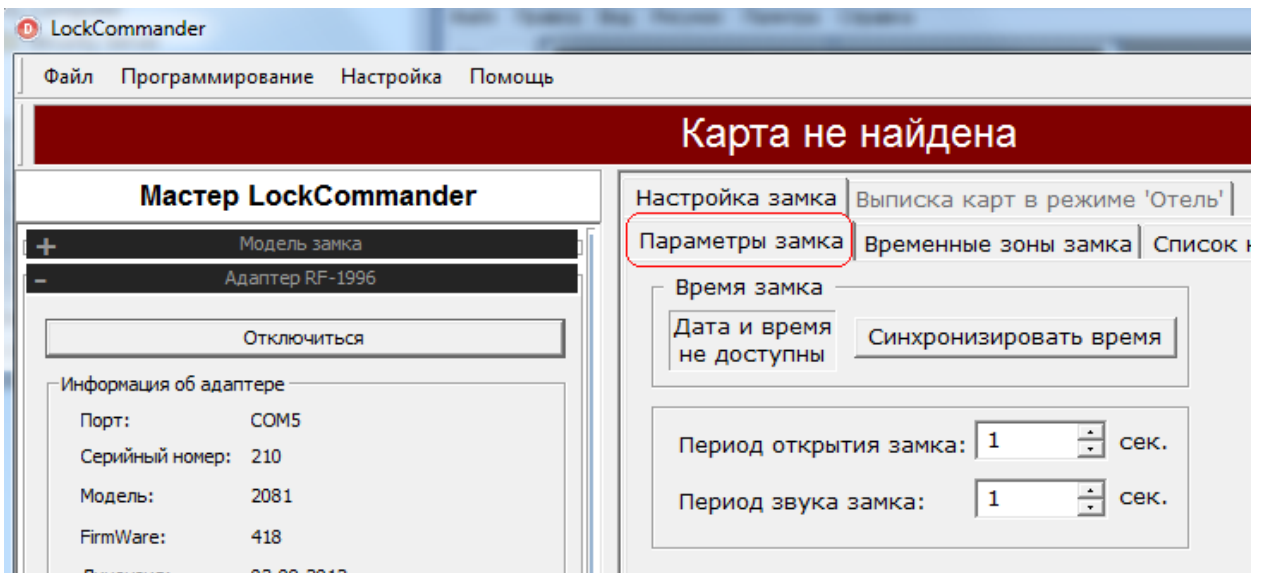 LockCommander
Файл Программирование Настройка Помощь
Карта не найдена
Мастер LockCommander
Настройка замка Выписка карт в режиме 'Отель'
Параметры замка Временные зоны замка Список
Модель замка
Адаптер RF-1996
Отключиться
Информация об адаптере
Порт: COM5
Серийный номер: 210
Модель: 2081
FirmWare: 418
Время замка
Дата и время
не доступны
Синхронизировать время
Период открытия замка: 1 сек.
Период звука замка: 1 сек.